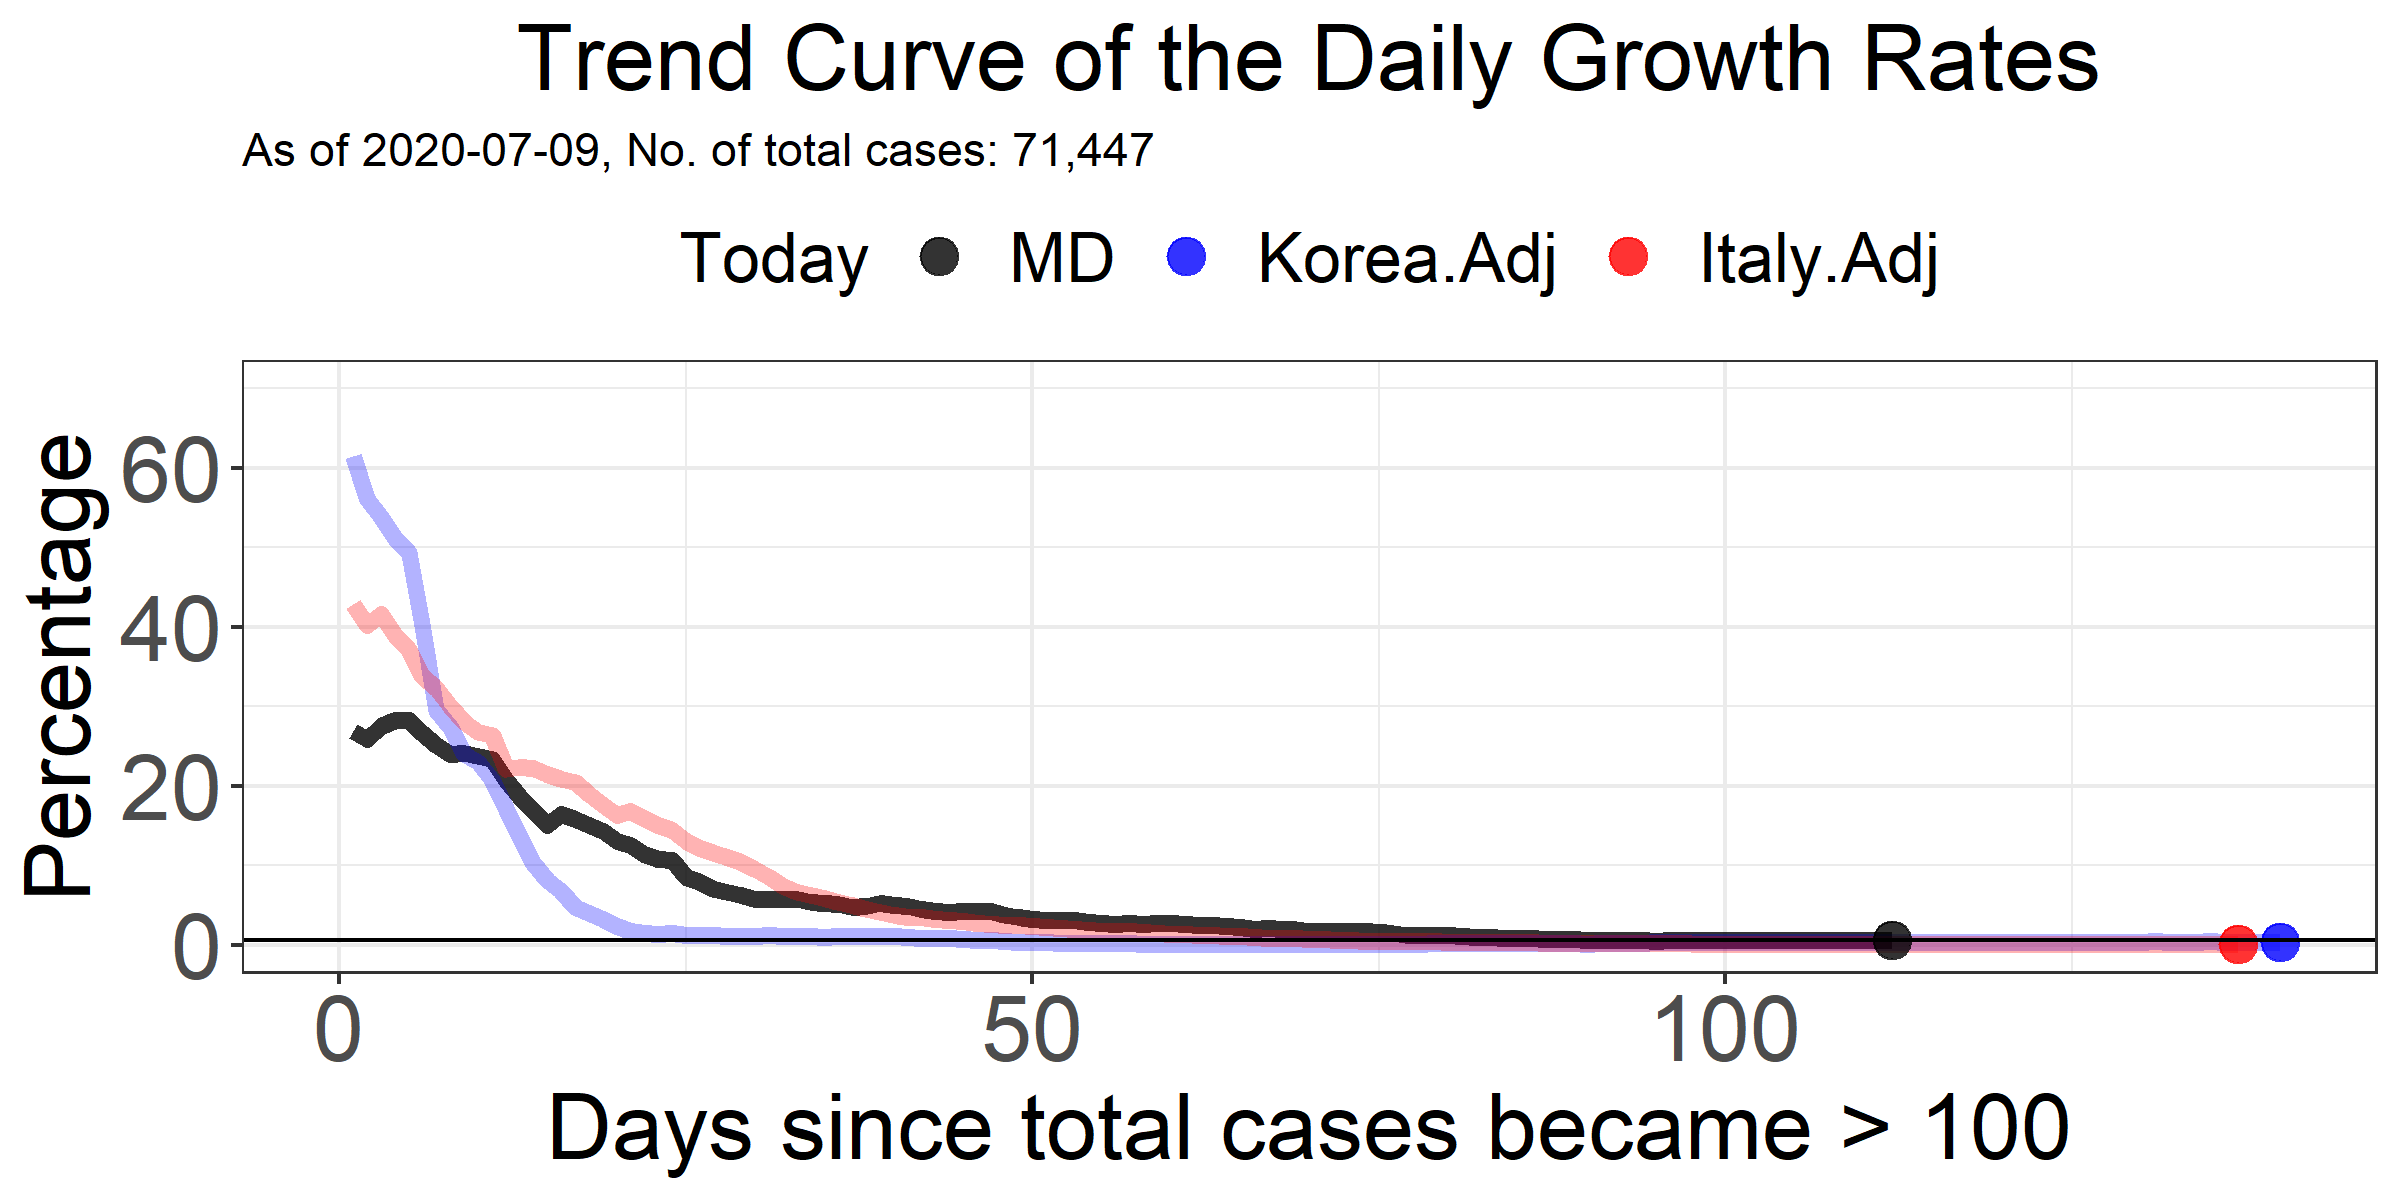 Trend Curve of the Daily Growth Rates
As of 2020-07-09, No. of total cases: 71,447
Today MD Korea.Adj Italy.Adj
Percentage
60
40
20
0
0 50 100
Days since total cases became > 100